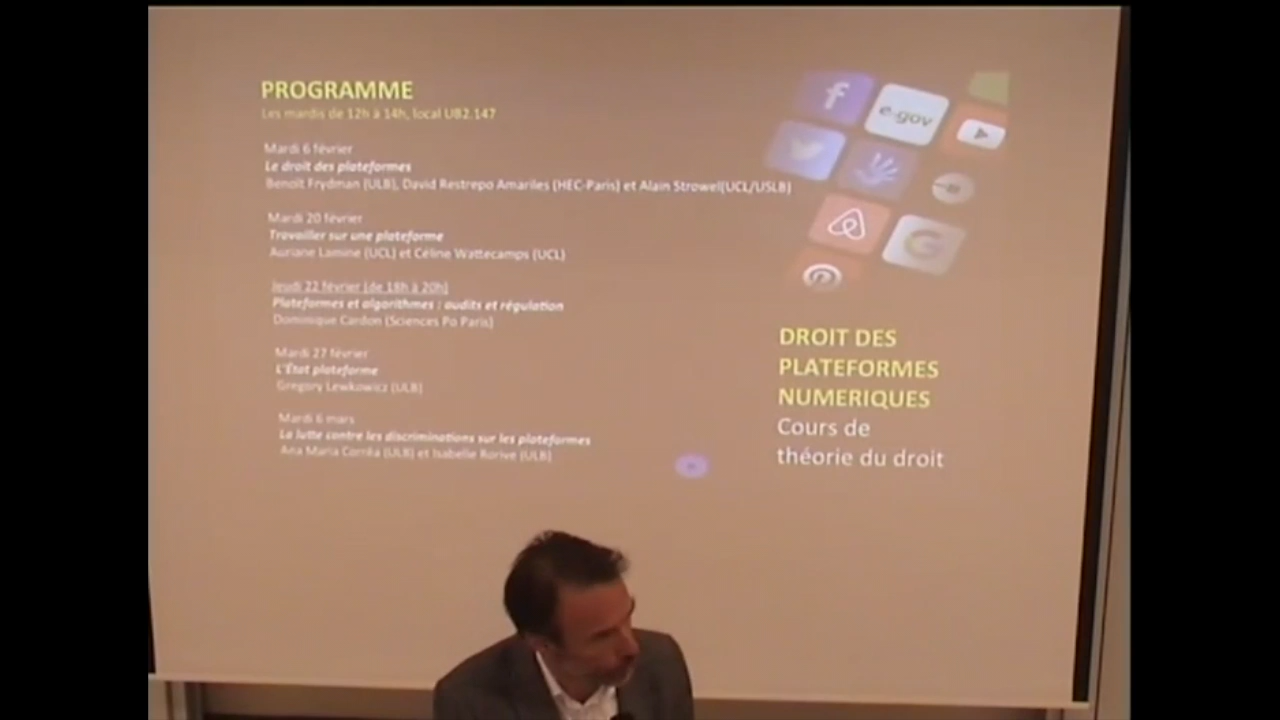 PROGRAMME
Les mardis de 12h à 14h, local UB2.147
Mardi 6 février
Le droit des plateformes
Benoît Frydman (ULB), David Restrepo Amariles (HEC-Paris) et Alain Strowel(UCL/USLB)
Mardi 20 février
Travailler sur une plateforme
Auriane Lamine (UCL) et Céline Wattecamps (UCL)
Jeudi 22 février (de 18h à 20h)
Plateformes et algorithmes : audits et régulation
Dominique Cardon (Sciences Po Paris)
Mardi 27 février
L'État plateforme
Gregory Lewkowicz (ULB)
Mardi 6 mars
La lutte contre les discriminations sur les plateformes
Ana Maria Corrêa (ULB) et Isabelle Rorive (ULB)
f
e-gov
G
DROIT DES
PLATEFORMES
NUMERIQUES
Cours de
théorie du droit